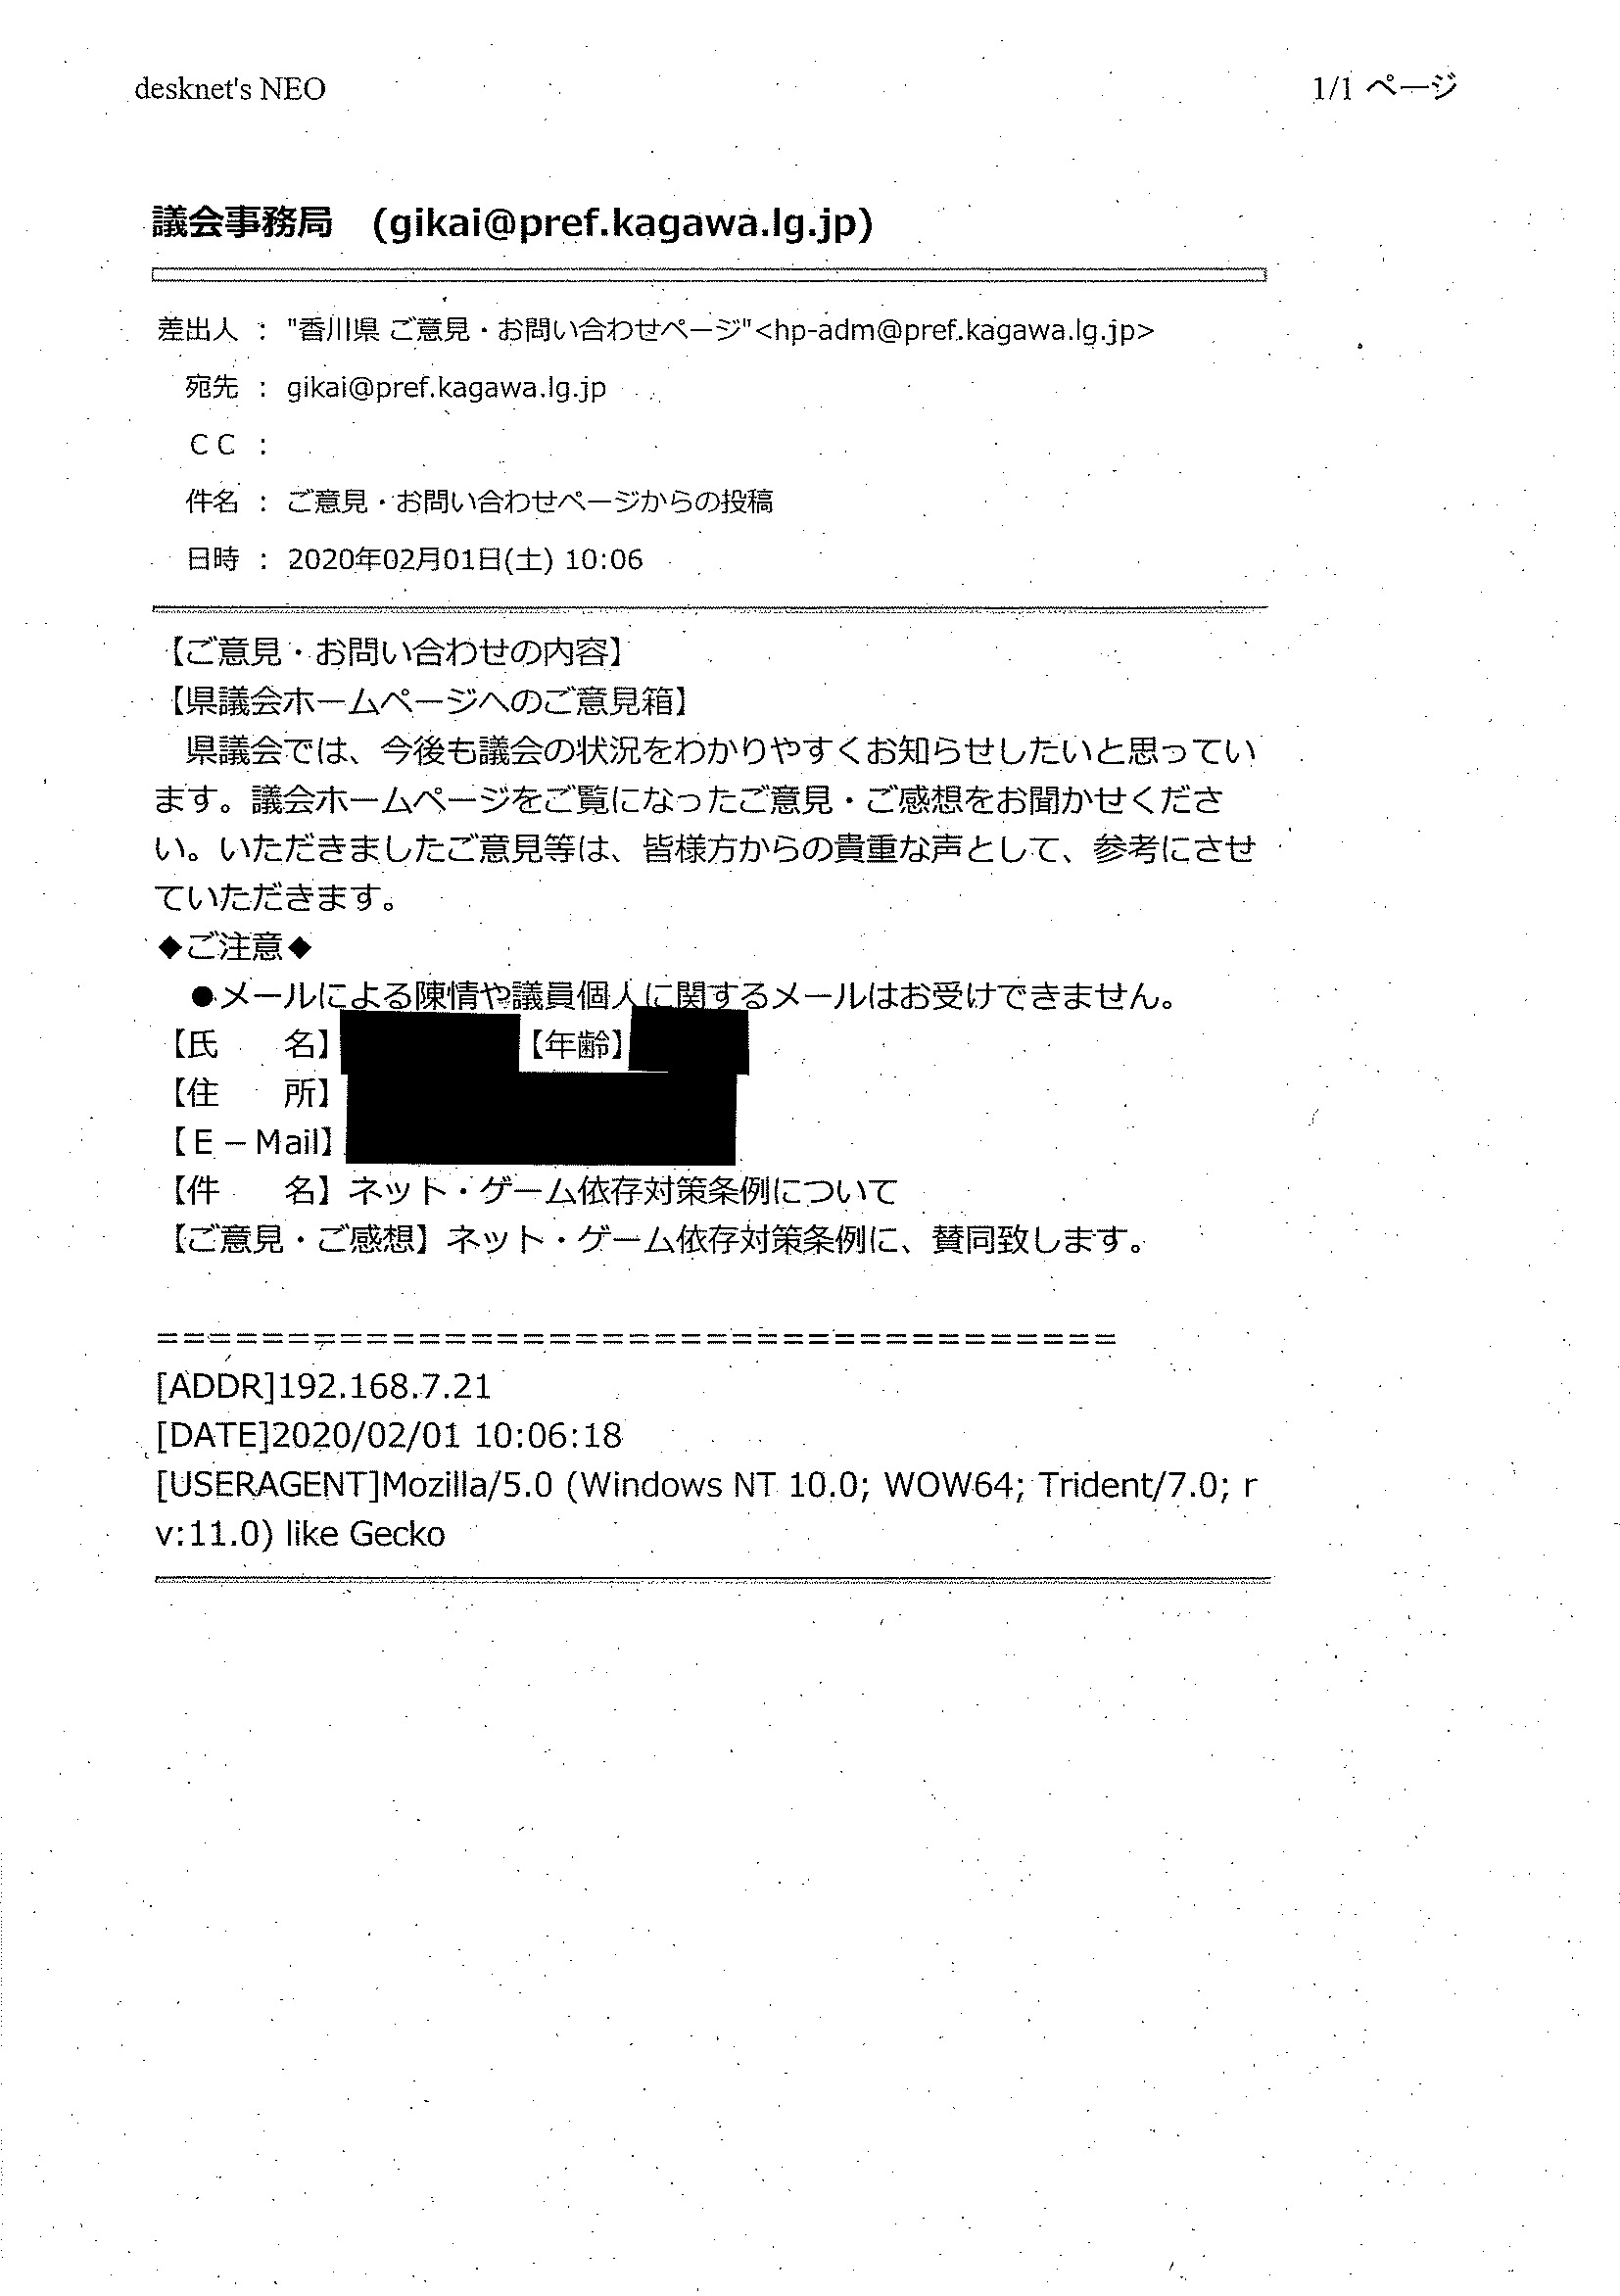 desknet's NEO
1/1 ページ
議会事務局　(gikai@pref.kagawa.lg.jp)
差出人 : "香川県 ご意見・お問い合わせページ"<hp-adm@pref.kagawa.lg.jp>
宛先 : gikai@pref.kagawa.lg.jp
ＣＣ :
件名 : ご意見・お問い合わせページからの投稿
日時 : 2020年02月01日(土) 10:06
【ご意見・お問い合わせの内容】
【県議会ホームページへのご意見箱】
　県議会では、今後も議会の状況をわかりやすくお知らせしたいと思ってい
ます。議会ホームページをご覧になったご意見・ご感想をお聞かせくださ
い。いただきましたご意見等は、皆様方からの貴重な声として、参考にさせ
ていただきます。
◆ご注意◆
　●メールによる陳情や議員個人に関するメールはお受けできません。
【氏　　名】【年齢】
【住　　所】
【Ｅ－Mail】
【件　　名】ネット・ゲーム依存対策条例について
【ご意見・ご感想】ネット・ゲーム依存対策条例に、賛同致します。
=====================================
[ADDR]192.168.7.21
[DATE]2020/02/01 10:06:18
[USERAGENT]Mozilla/5.0 (Windows NT 10.0; WOW64; Trident/7.0; r
v:11.0) like Gecko